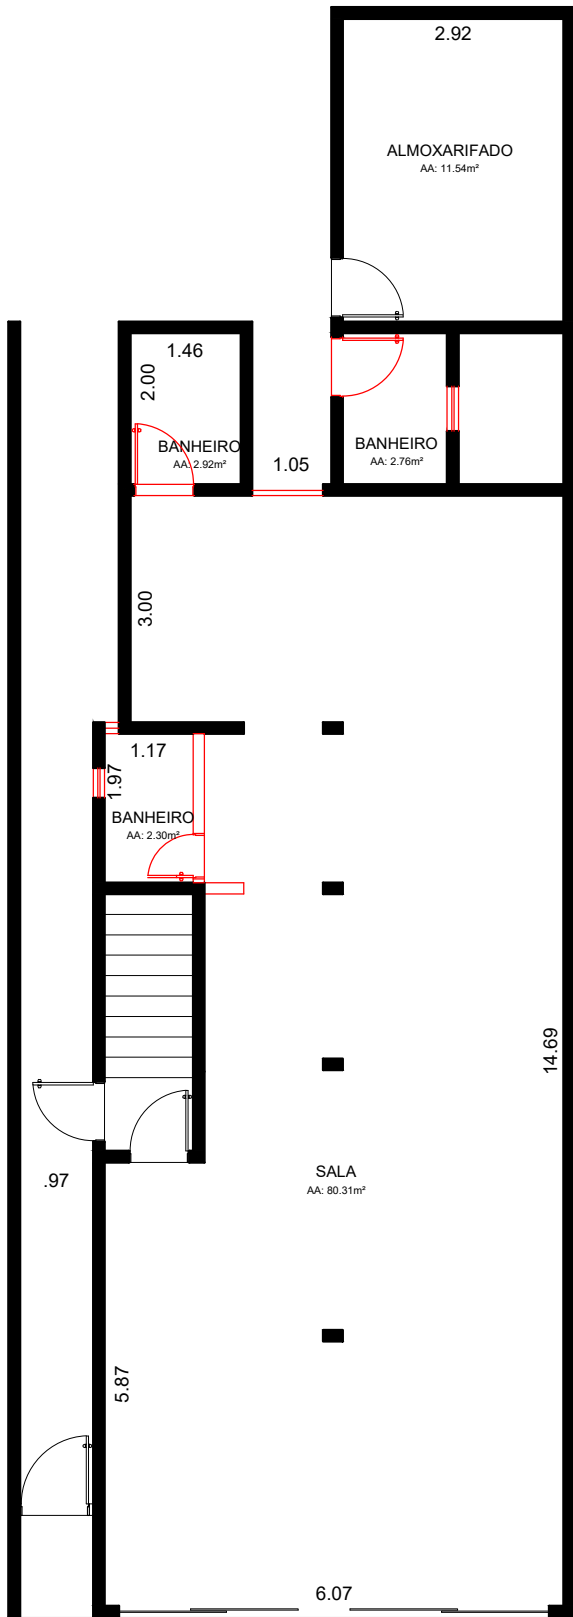 2.92
ALMOXARIFADO
AA: 11.54m²
1.46
2.00
BANHEIRO
AA: 2.92m²
1.05
BANHEIRO
AA: 2.76m²
3.00
1.17
1.97
BANHEIRO
AA: 2.30m²
14.69
.97
SALA
AA: 80.31m²
5.87
6.07